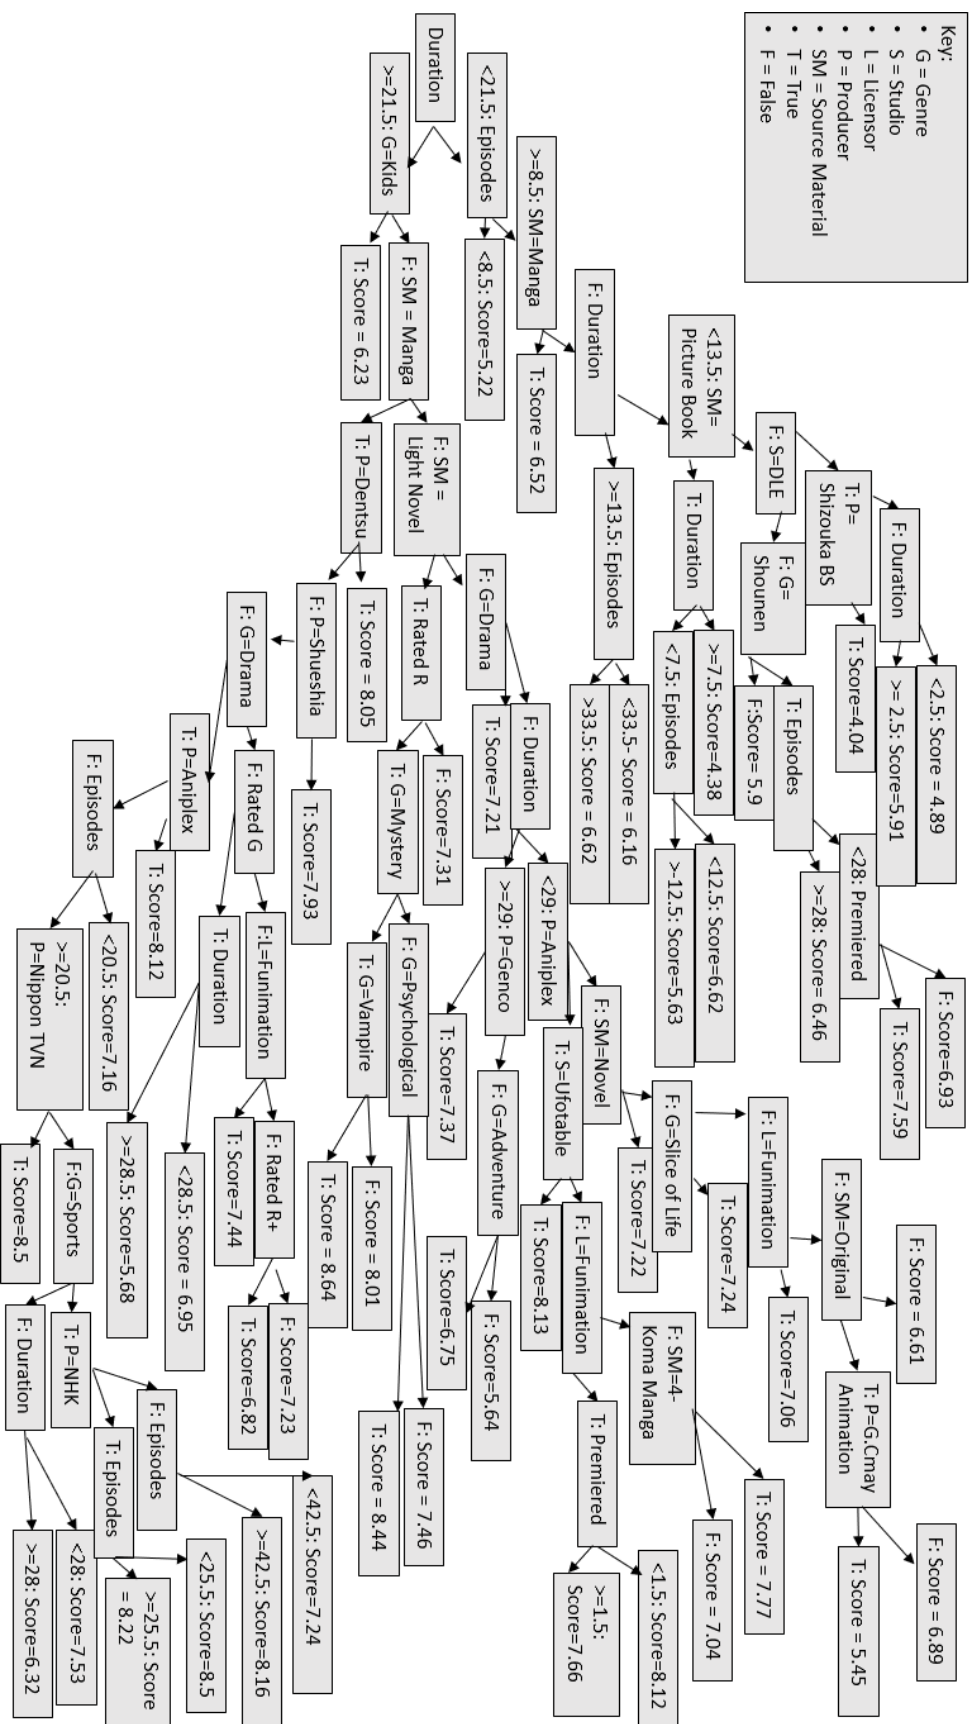 Key:
• G = Genre
• S = Studio
• L = Licensor
• P = Producer
• SM = Source Material
• T = True
• F = False
Duration
<21.5: Episodes
>=21.5: G=Kids
>=8.5: SM=Manga
<8.5: Score=5.22
F: SM = Manga
T: Score = 6.23
F: Duration
T: Score = 6.52
<13.5: SM=
Picture Book
>=13.5: Episodes
F: S=DLE
T: Duration
T: P=
Shizouka BS
F: G=
Shounen
F: Duration
T: Score=4.04
<2.5: Score = 4.89
>= 2.5: Score=5.91
T: Episodes
F:Score= 5.9
>=7.5: Score=4.38
<7.5: Episodes
<28: Premiered
>=28: Score= 6.46
F: Score=6.93
T: Score=7.59
<12.5: Score=6.62
>-12.5: Score=5.63
<33.5- Score = 6.16
>33.5: Score = 6.62
F: SM =
Light Novel
T: P=Dentsu
F: G=Drama
T: Rated R
F: Duration
T: Score=7.21
<29: P=Aniplex
>=29: P=Genco
F: SM=Novel
T: S=Ufotable
F: G=Slice of Life
T: Score=7.22
F: L=Funimation
T: Score=7.24
F: SM=Original
T: Score=7.06
F: Score = 6.61
T: P=G.Cmay
Animation
F: Score = 6.89
T: Score = 5.45
F: L=Funimation
T: Score=8.13
F: SM=4-
Koma Manga
T: Premiered
T: Score = 7.77
F: Score = 7.04
<1.5: Score=8.12
>=1.5:
Score=7.66
F: G=Adventure
T: Score=7.37
F: Score=5.64
T: Score=6.75
F: Score=7.31
T: G=Mystery
F: G=Psychological
T: G=Vampire
F: Score = 7.46
T: Score = 8.44
F: Score = 8.01
T: Score = 8.64
T: Score = 8.05
F: P=Shueshia
T: Score=7.93
F: G=Drama
F: Rated G
T: P=Aniplex
F:L=Funimation
T: Duration
F: Rated R+
T: Score=7.44
F: Score=7.23
T: Score=6.82
<28.5: Score = 6.95
>=28.5: Score=5.68
T: Score=8.12
F: Episodes
<20.5: Score=7.16
>=20.5:
P=Nippon TVN
F:G=Sports
T: Score=8.5
T: P=NHK
F: Duration
F: Episodes
T: Episodes
<42.5: Score=7.24
>=42.5: Score=8.16
<25.5: Score=8.5
>=25.5: Score
= 8.22
<28: Score=7.53
>=28: Score=6.32